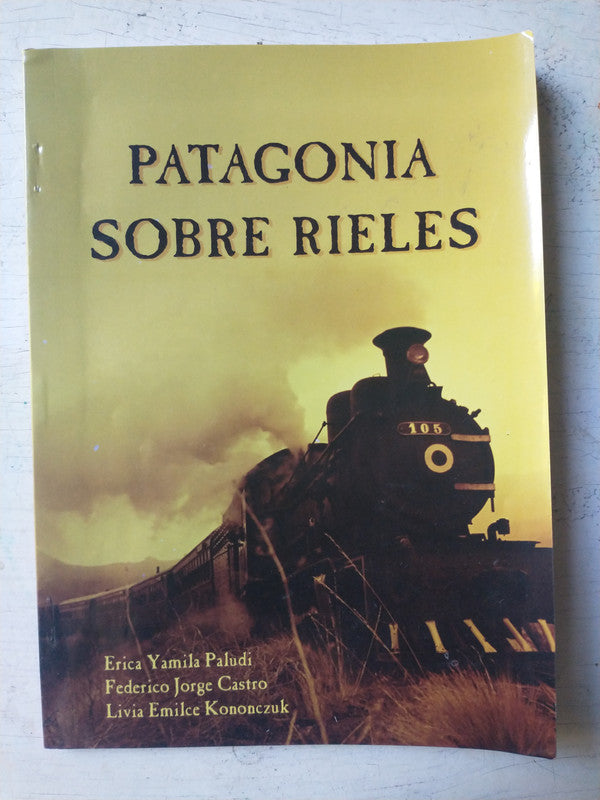 PATAGONIA
SOBRE RIELES
105
Erica Yamila Paludi
Federico Jorge Castro
Livia Emilce Kononczuk